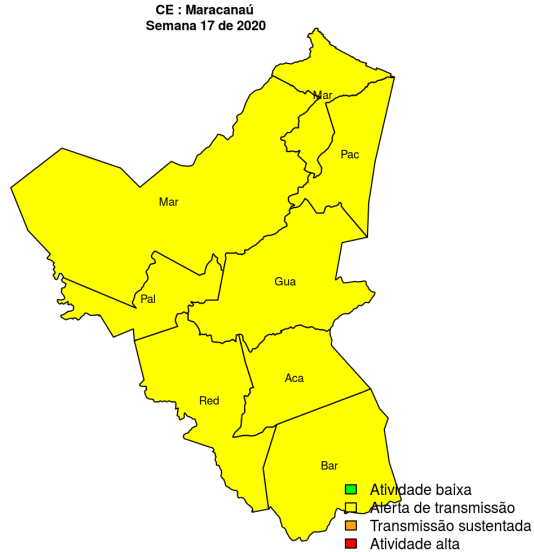 CE : Maracanaú
Semana 17 de 2020
Mar
Pac
Mar
Gua
Pal
Aca
Red
Bar
Atividade baixa
Alerta de transmissão
Transmissão sustentada
Atividade alta